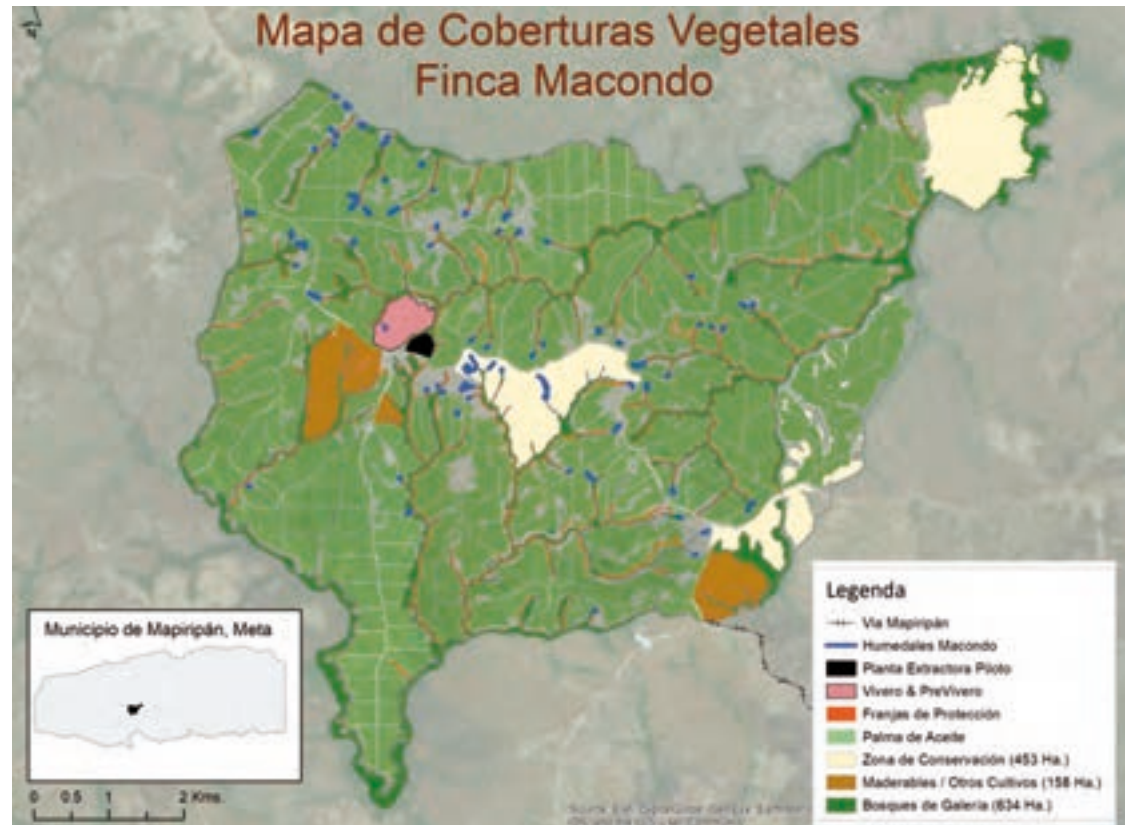 Mapa de Coberturas Vegetales
Finca Macondo
Legenda
Via Mapiripán
Humedales Macondo
Planta Extractora Piloto
Vivero & PreVivero
Franjas de Protección
Palma de Aceite
Zona de Conservación (453 Ha.)
Maderables / Otros Cultivos (158 Ha.)
Bosques de Galería (634 Ha.)
Municipio de Mapiripán, Meta
0 0.5 1 2 Kms.